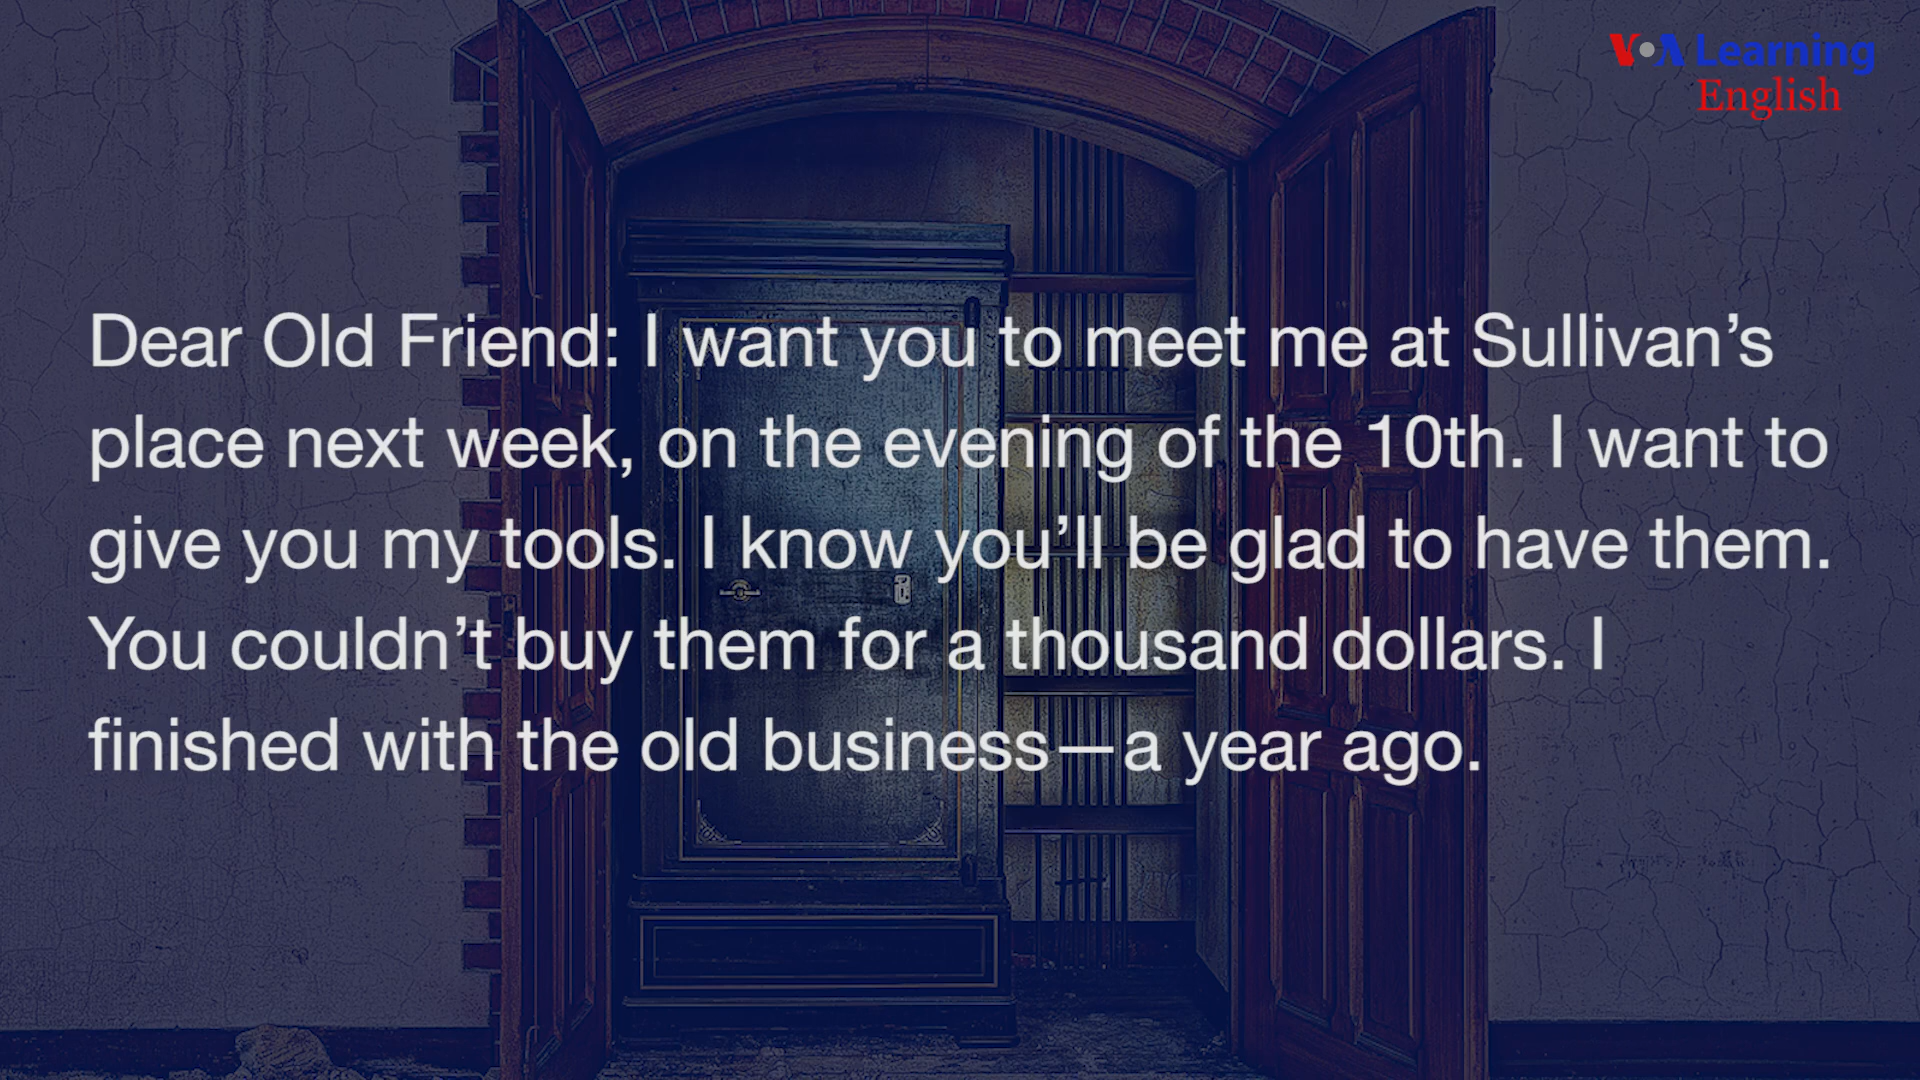 VOA Learning
English
Dear Old Friend: I want you to meet me at Sullivan’s
place next week, on the evening of the 10th. I want to
give you my tools. I know you’ll be glad to have them.
You couldn’t buy them for a thousand dollars. I
finished with the old business—a year ago.